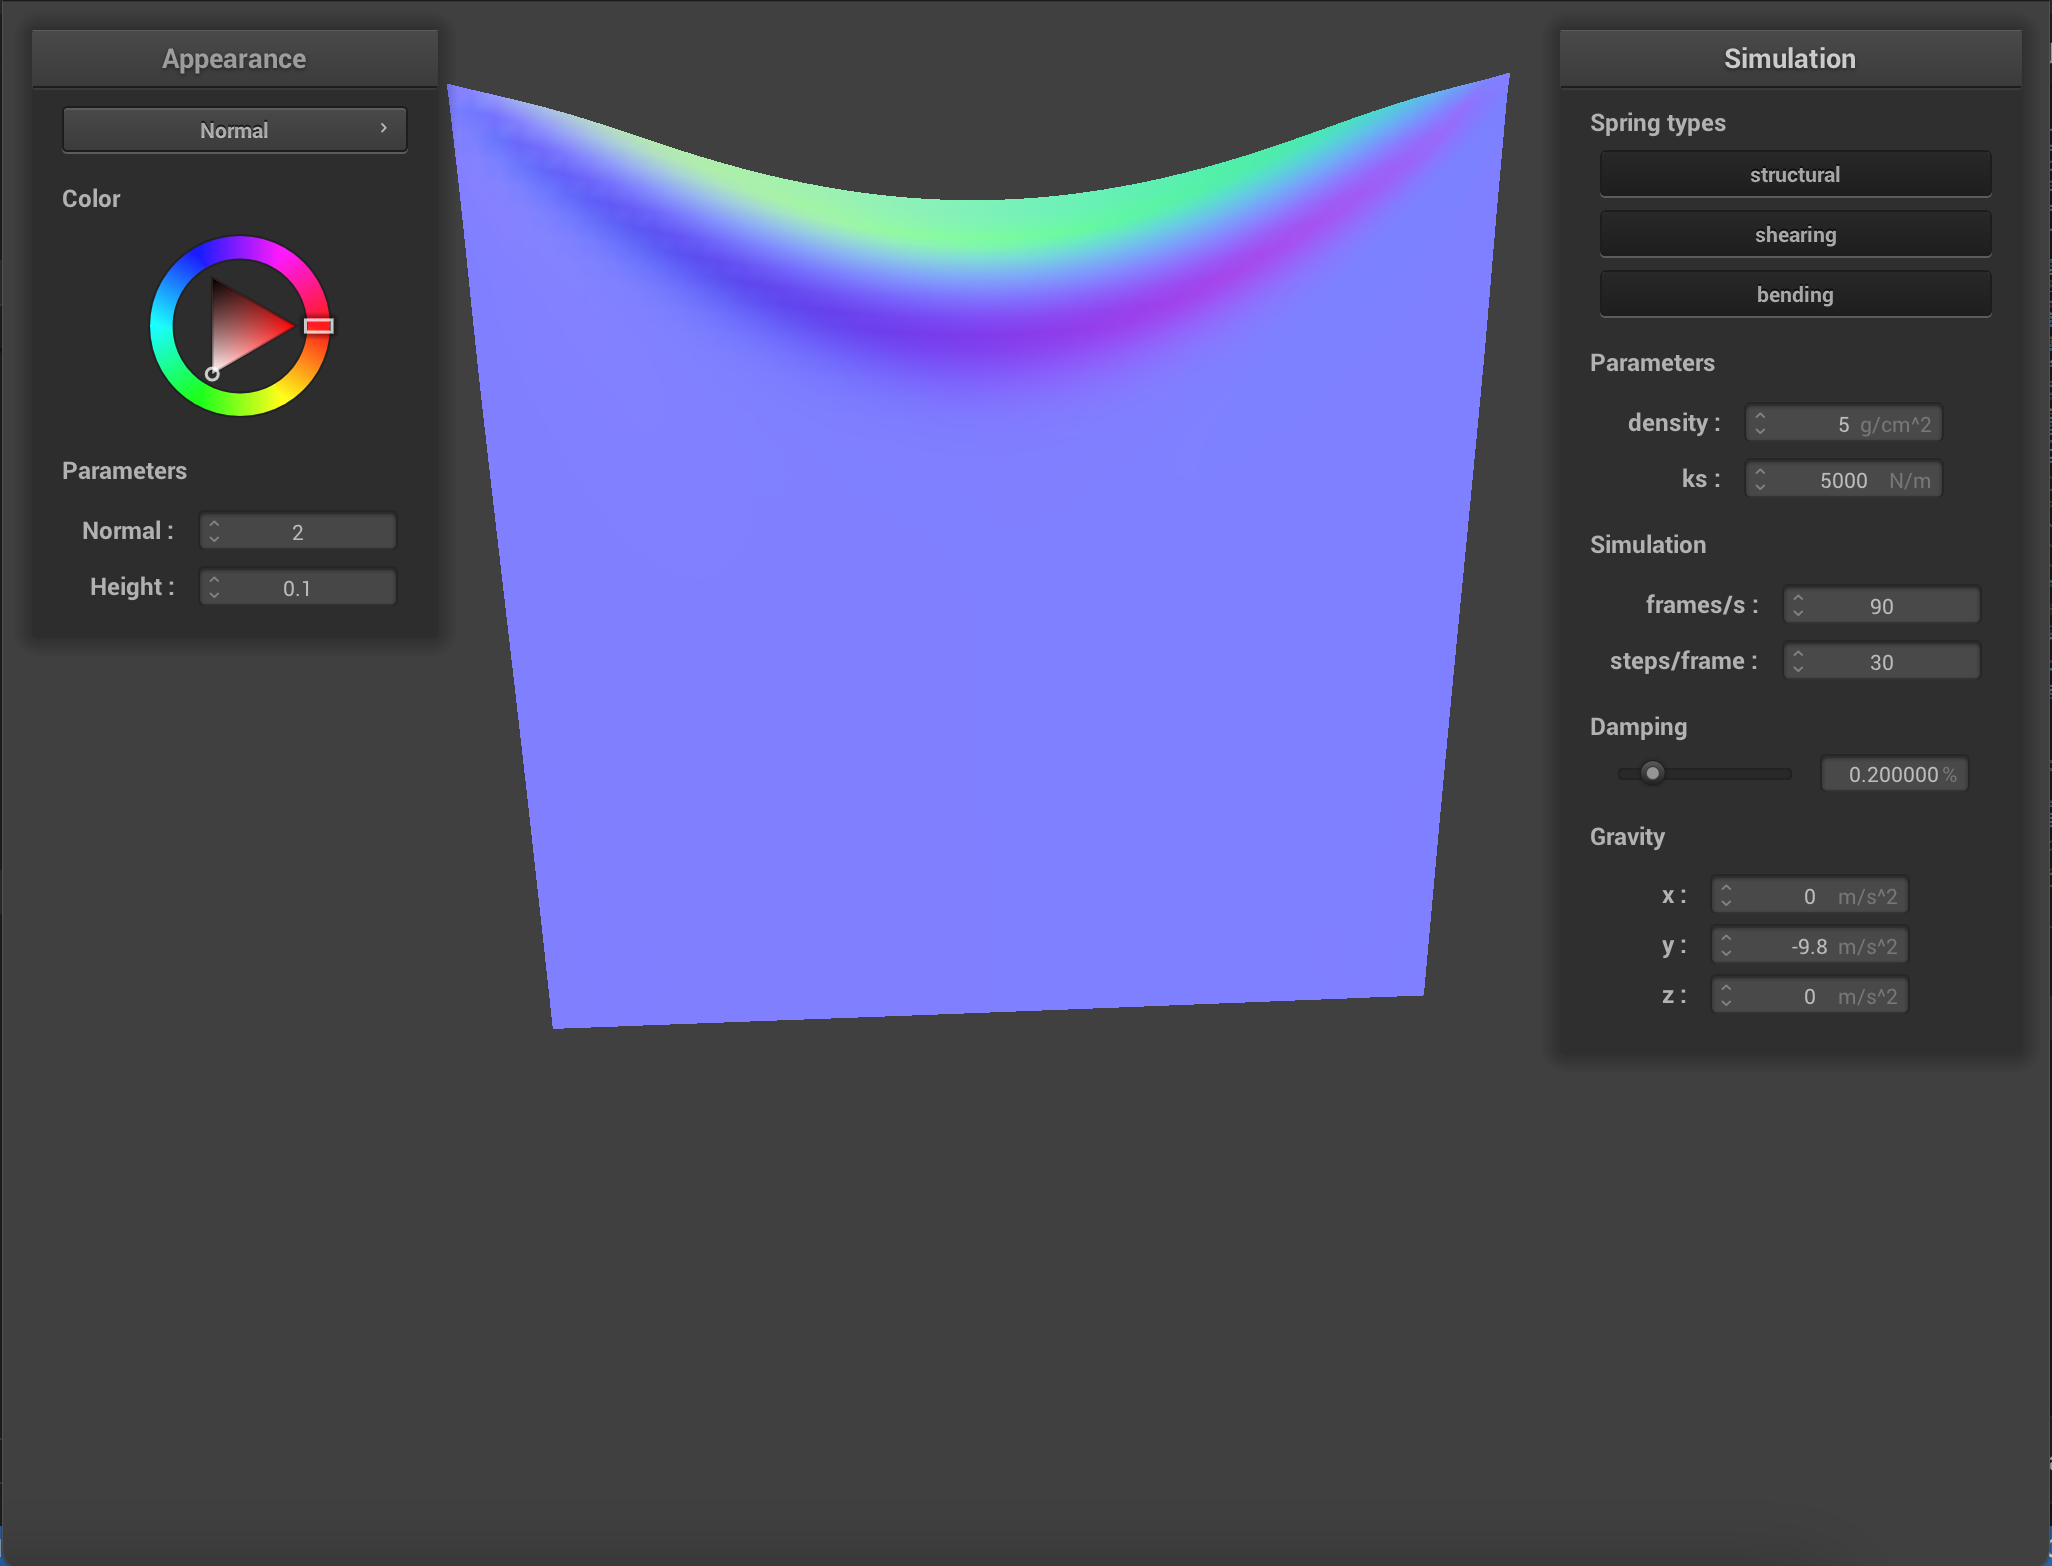 Appearance
Normal
Color
Parameters
Normal :
2
Height :
0.1
Simulation
Spring types
structural
shearing
bending
Parameters
density :
5 g/cm^2
ks :
5000 N/m
Simulation
frames/s :
90
steps/frame :
30
Damping
0.200000 %
Gravity
x :
0 m/s^2
y :
-9.8 m/s^2
z :
0 m/s^2